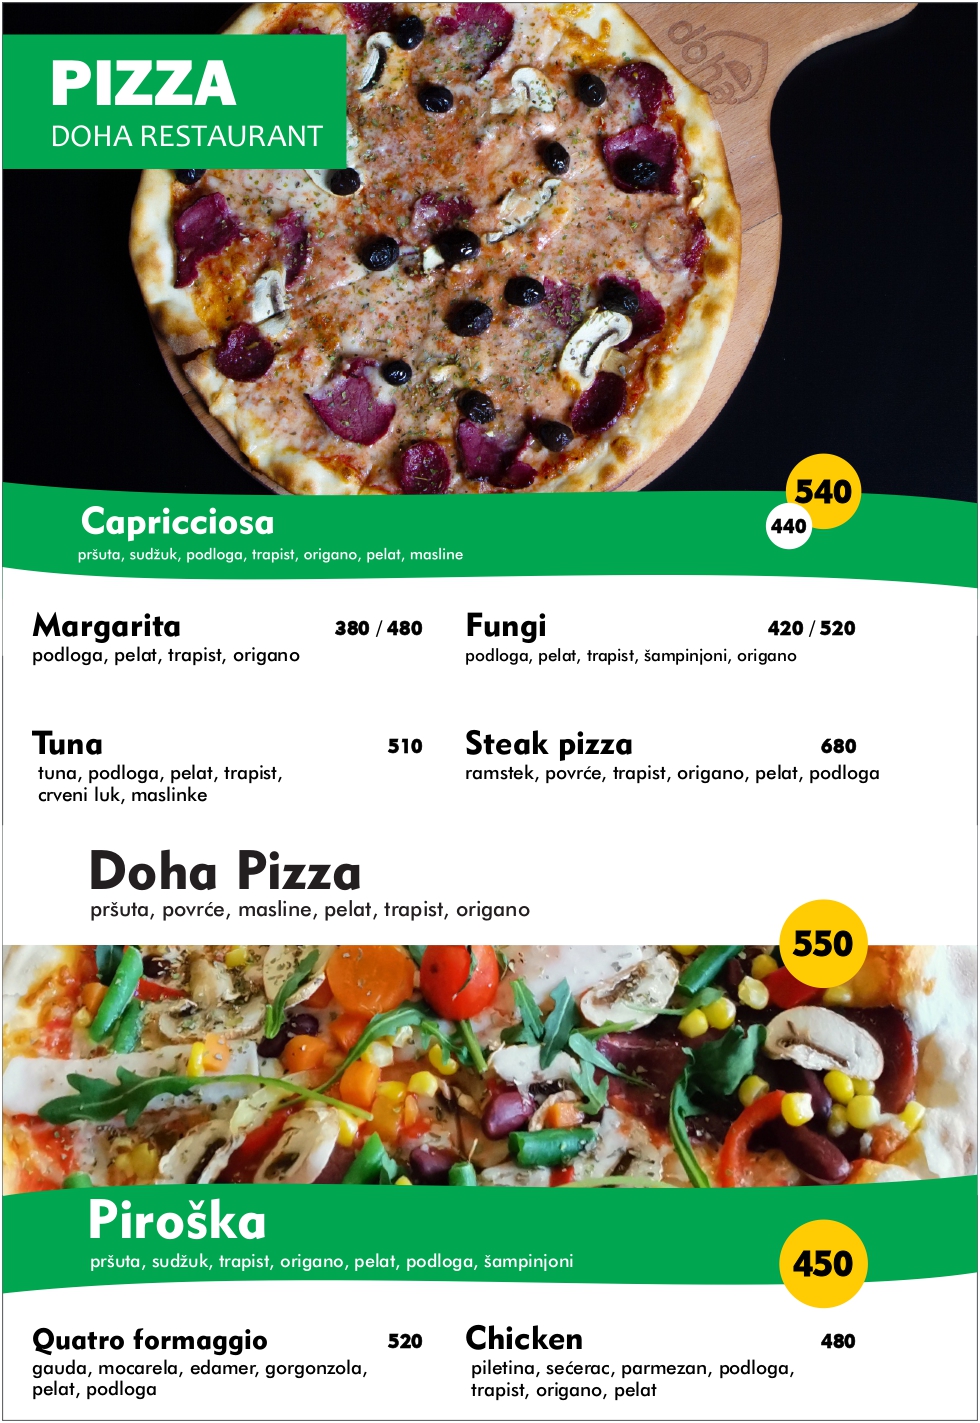 doha
PIZZA
DOHA RESTAURANT
540
440
Capricciosa
pršuta, sudžuk, podloga, trapist, origano, pelat, masline
Margarita 380 / 480
podloga, pelat, trapist, origano
Fungi 420 / 520
podloga, pelat, trapist, šampinjoni, origano
Tuna 510
tuna, podloga, pelat, trapist,
crveni luk, maslinke
Steak pizza 680
ramstek, povrće, trapist, origano, pelat, podloga
Doha Pizza
pršuta, povrće, masline, pelat, trapist, origano
550
Piroška
pršuta, sudžuk, trapist, origano, pelat, podloga, šampinjoni
450
Quatro formaggio 520
gauda, mocarela, edamer, gorgonzola,
pelat, podloga
Chicken 480
piletina, sećerac, parmezan, podloga,
trapist, origano, pelat